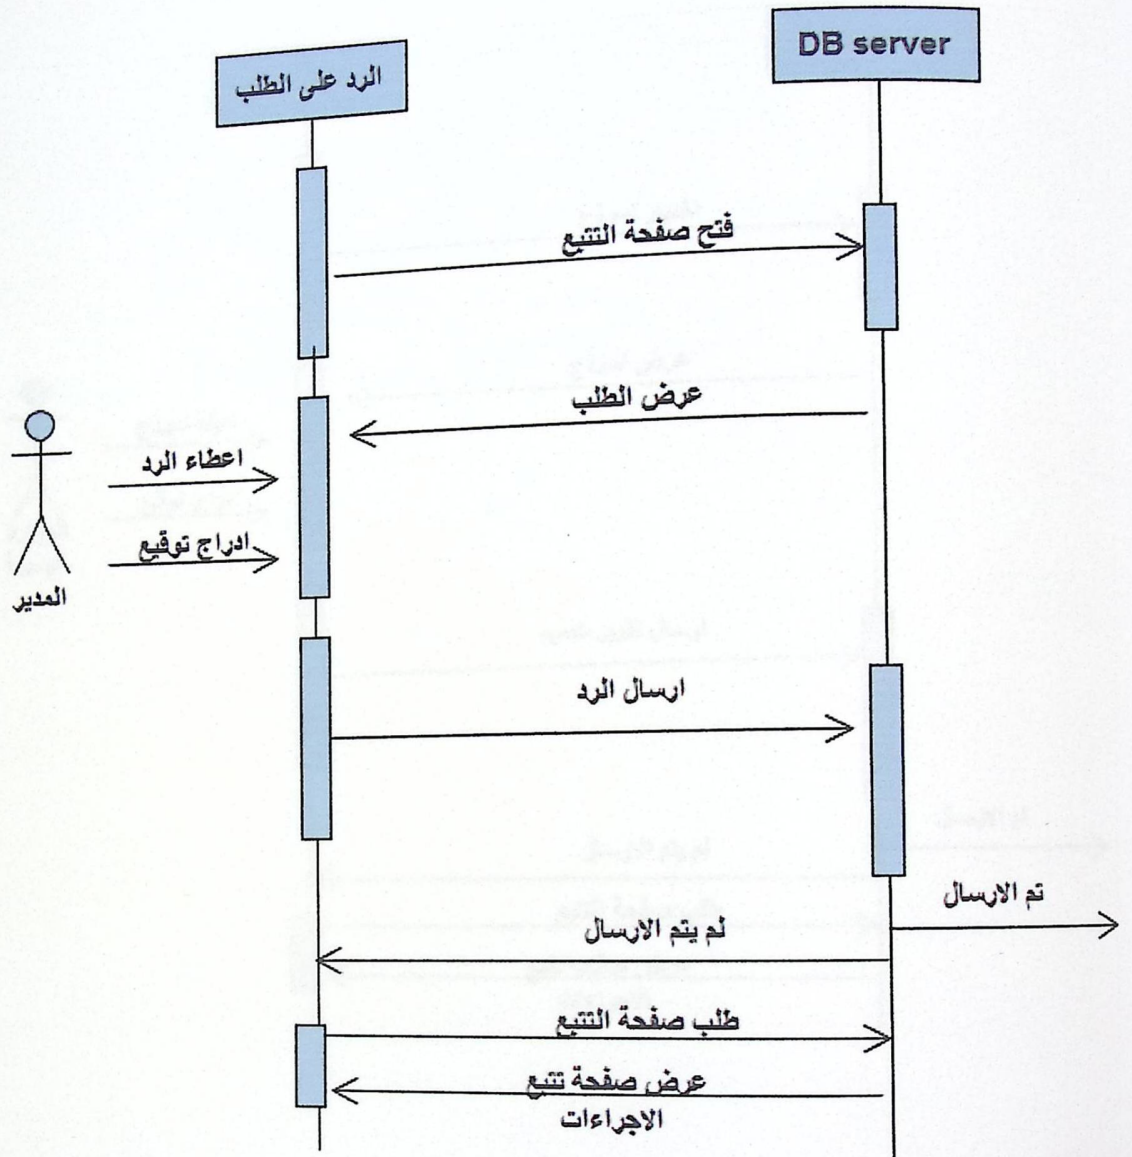 الرد على الطلب
DB server
فتح صفحة التتبع
عرض الطلب
اعطاء الرد
ادراج توقيع
المدير
ارسال الرد
تم الارسال
لم يتم الارسال
طلب صفحة التتبع
عرض صفحة تتبع
الاجراءات